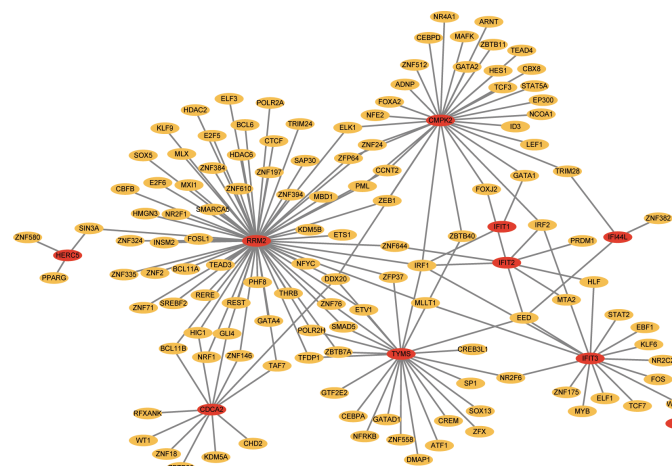 NR4A1
ARNT
CEBPD
MAFK
ZBTB11
TEAD4
ZNF512
GATA2
HES1
CBX8
ADNP
TCF3
STAT5A
FOXA2
EP300
NFE2
NCOA1
CMPK2
ID3
LEF1
ELF3
POLR2A
HDAC2
BCL6
TRIM24
ELK1
KLF9
E2F5
CTCF
ZNF24
SOX5
MLX
HDAC6
SAP30
ZFP64
CCNT2
TRIM28
ZNF384
ZNF197
GATA1
E2F6
MXI1
ZNF610
ZNF394
MBD1
PML
FOXJ2
CBFB
SMARCA5
ZEB1
HMGN3
NR2F1
KDM5B
ETS1
ZBTB40
IFIT1
IRF2
ZNF382
SIN3A
ZNF580
ZNF324
INSM2
FOSL1
RRM2
ZNF644
PRDM1
IFI44L
HERC5
PPARG
ZNF335
ZNF2
BCL11A
TEAD3
NFYC
IRF1
IFIT2
DDX20
ZFP37
HLF
PHF8
THRB
ZNF71
SREBF2
RERE
REST
ZNF76
ETV1
MLLT1
MTA2
EED
STAT2
GATA4
SMAD5
EBF1
HIC1
GLI4
POLR2H
KLF6
BCL11B
NRF1
ZNF146
ZBTB7A
TFDP1
TYMS
CREB3L1
IFIT3
TAF7
NR2F6
SP1
FOS
ZNF175
GTF2E2
ELF1
TCF7
MYB
CDCA2
RFXANK
CEBPA
GATAD1
CREM
SOX13
WT1
NFRKB
ZFX
ZNF558
ATF1
CHD2
ZNF18
KDM5A
DMAP1